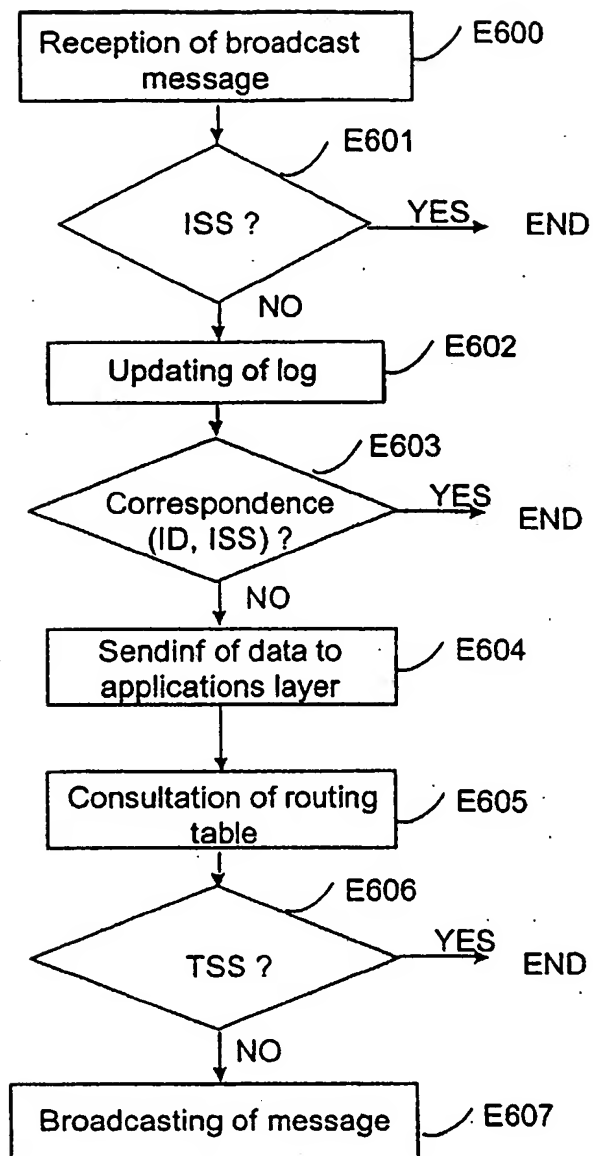 Reception of broadcast
message
E600
E601
ISS ?
YES
END
NO
Updating of log
E602
E603
Correspondence
(ID, ISS) ?
YES
END
NO
Sendinf of data to
applications layer
E604
Consultation of routing
table
E605
E606
TSS ?
YES
END
NO
Broadcasting of message
E607